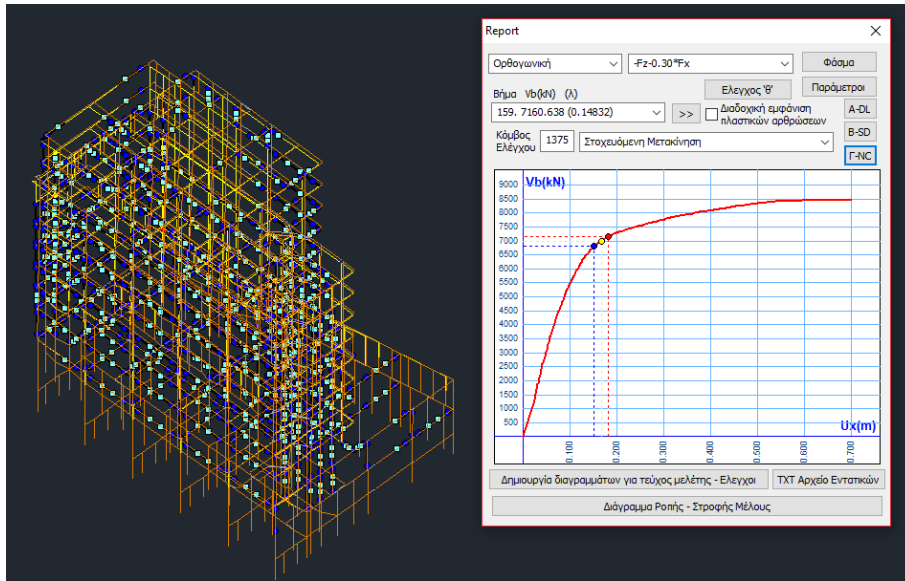 Report
Ορθογωνική
-Fz-0.30*Fx
Φάσμα
Ελεγχος 'θ'
Παράμετροι
Βήμα Vb(kN) (λ)
159. 7160.638 (0.14832)
>>
Διαδοχική εμφάνιση
πλαστικών αρθρώσεων
A-DL
B-SD
Γ-NC
Κόμβος
Ελέγχου
1375
Στοχευόμενη Μετακίνηση
Vb(kN)
9000
8500
8000
7500
7000
6500
6000
5500
5000
4500
4000
3500
3000
2500
2000
1500
1000
500
Ux(m)
0.100
0.200
0.300
0.400
0.500
0.600
0.700
Δημιουργία διαγραμμάτων για τεύχος μελέτης - Ελεγχοι
TXT Αρχείο Εντατικών
Διάγραμμα Ροπής - Στροφής Μέλους